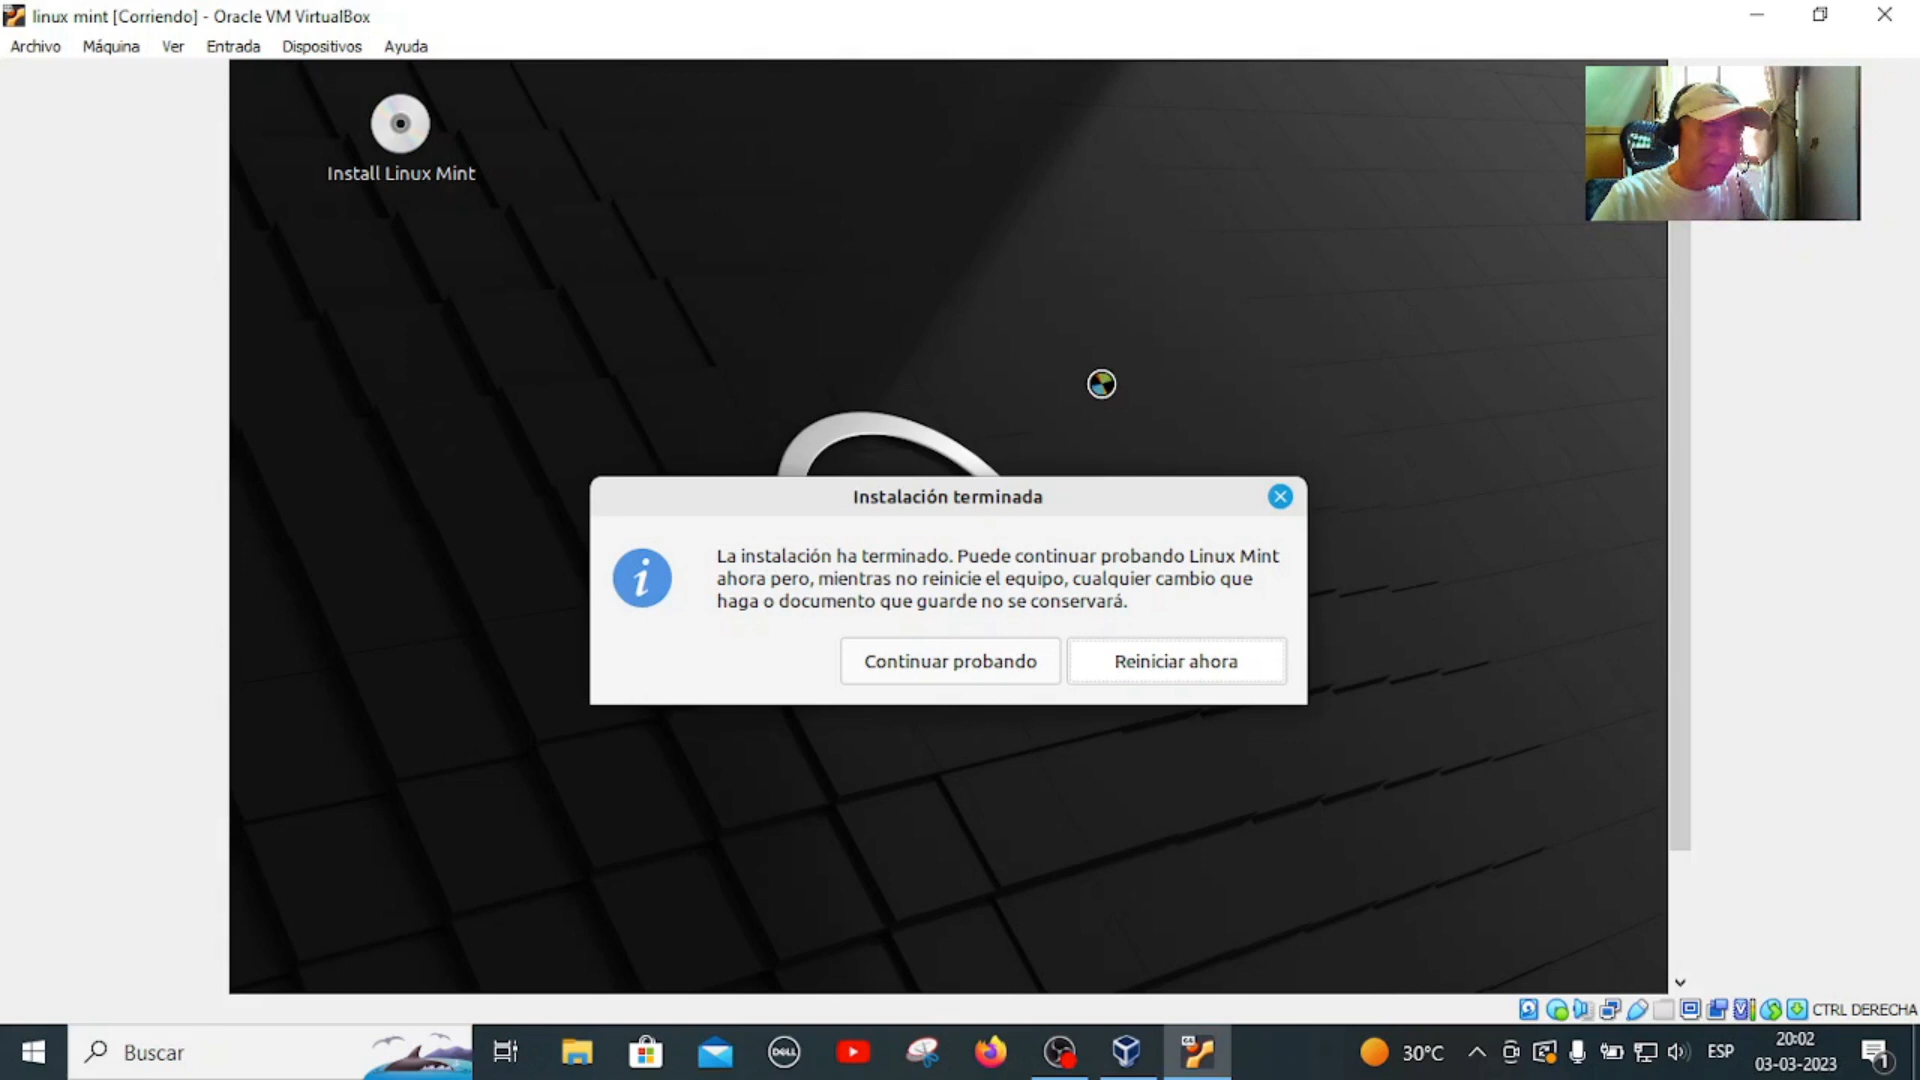 linux mint [Corriendo] - Oracle VM VirtualBox
Archivo Máquina Ver Entrada Dispositivos Ayuda
Install Linux Mint
Instalación terminada
La instalación ha terminado. Puede continuar probando Linux Mint
ahora pero, mientras no reinicie el equipo, cualquier cambio que
haga o documento que guarde no se conservará.
Continuar probando Reiniciar ahora
CTRL DERECHA
Buscar
DELL
30°C
ESP
20:02
03-03-2023
1